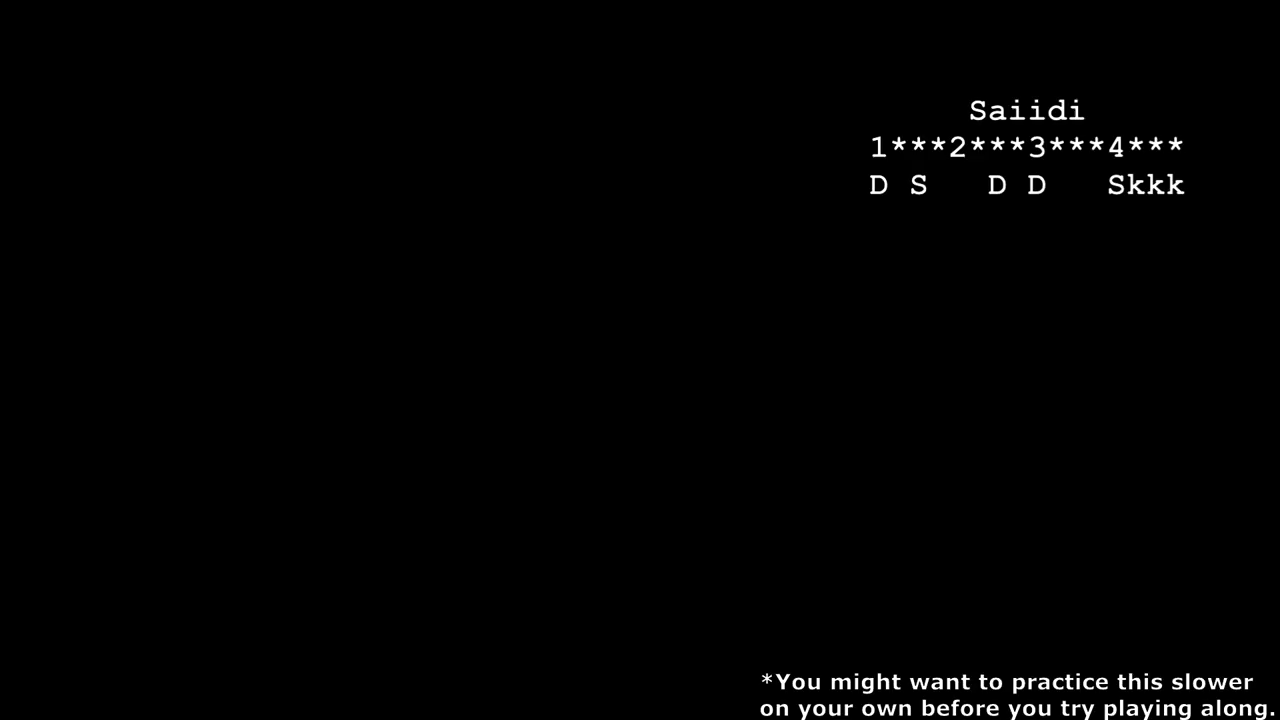 Saiidi
1***2***3***4***
D S   D D   Skkk
*You might want to practice this slower
on your own before you try playing along.